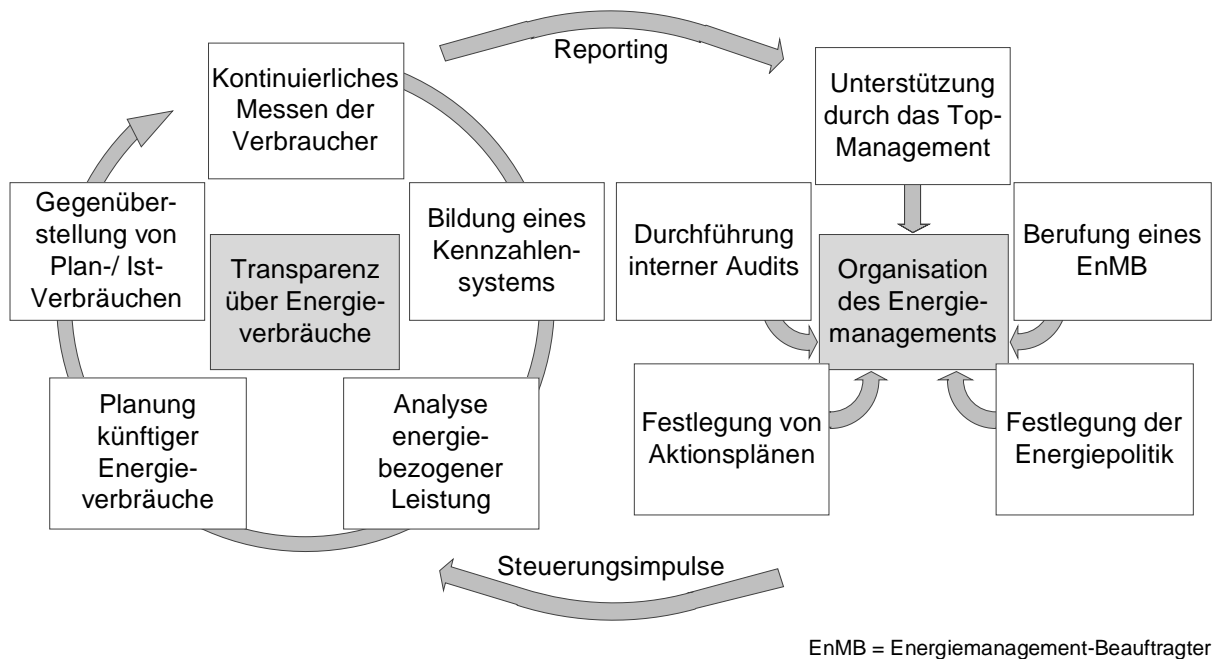 Reporting
Kontinuierliches
Messen der
Verbraucher
Gegenüber-
stellung von
Plan-/ Ist-
Verbräuchen
Transparenz
über Energie-
verbräuche
Bildung eines
Kennzahlen-
systems
Planung
künftiger
Energie-
verbräuche
Analyse
energie-
bezogener
Leistung
Unterstützung
durch das Top-
Management
Durchführung
interner Audits
Organisation
des Energie-
managements
Berufung eines
EnMB
Festlegung von
Aktionsplänen
Festlegung der
Energiepolitik
Steuerungsimpulse
EnMB = Energiemanagement-Beauftragter